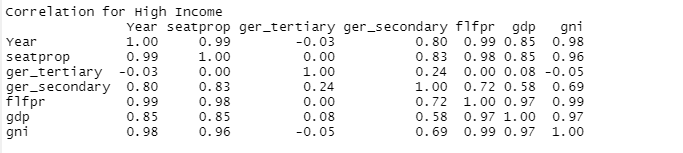 Correlation for High Income
Year seatprop ger_tertiary ger_secondary flfpr gdp gni
Year 1.00 0.99 -0.03 0.80 0.99 0.85 0.98
seatprop 0.99 1.00 0.00 0.83 0.98 0.85 0.96
ger_tertiary -0.03 0.00 1.00 0.24 0.00 0.08 -0.05
ger_secondary 0.80 0.83 0.24 1.00 0.72 0.58 0.69
flfpr 0.99 0.98 0.00 0.72 1.00 0.97 0.99
gdp 0.85 0.85 0.08 0.58 0.97 1.00 0.97
gni 0.98 0.96 -0.05 0.69 0.99 0.97 1.00